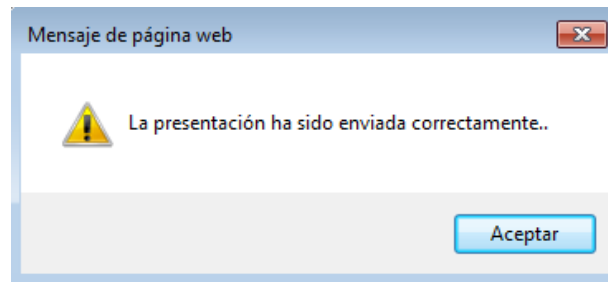 Mensaje de página web
La presentación ha sido enviada correctamente..
Aceptar